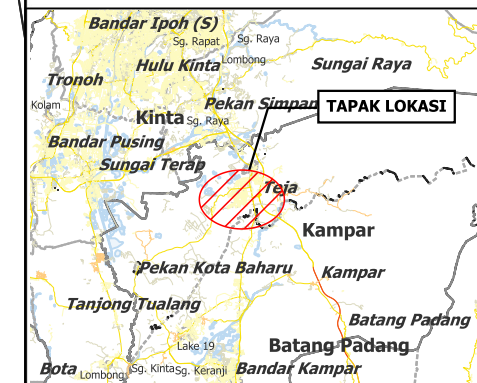 Bandar Ipoh (S)
Sg. Rapat
Sg. Raya
Hulu Kinta
Lombong
Sungai Raya
Tronoh
Kolam
Pekan Simpan
TAPAK LOKASI
Kinta
Sg. Raya
Bandar Pusing
Sungai Terap
Teja
Kampar
Pekan Kota Baharu
Kampar
Tanjong Tualang
Batang Padang
Lake 19
Batang Padang
Bota
Lombong
Sg. Kinta
Sg. Keranji
Bandar Kampar